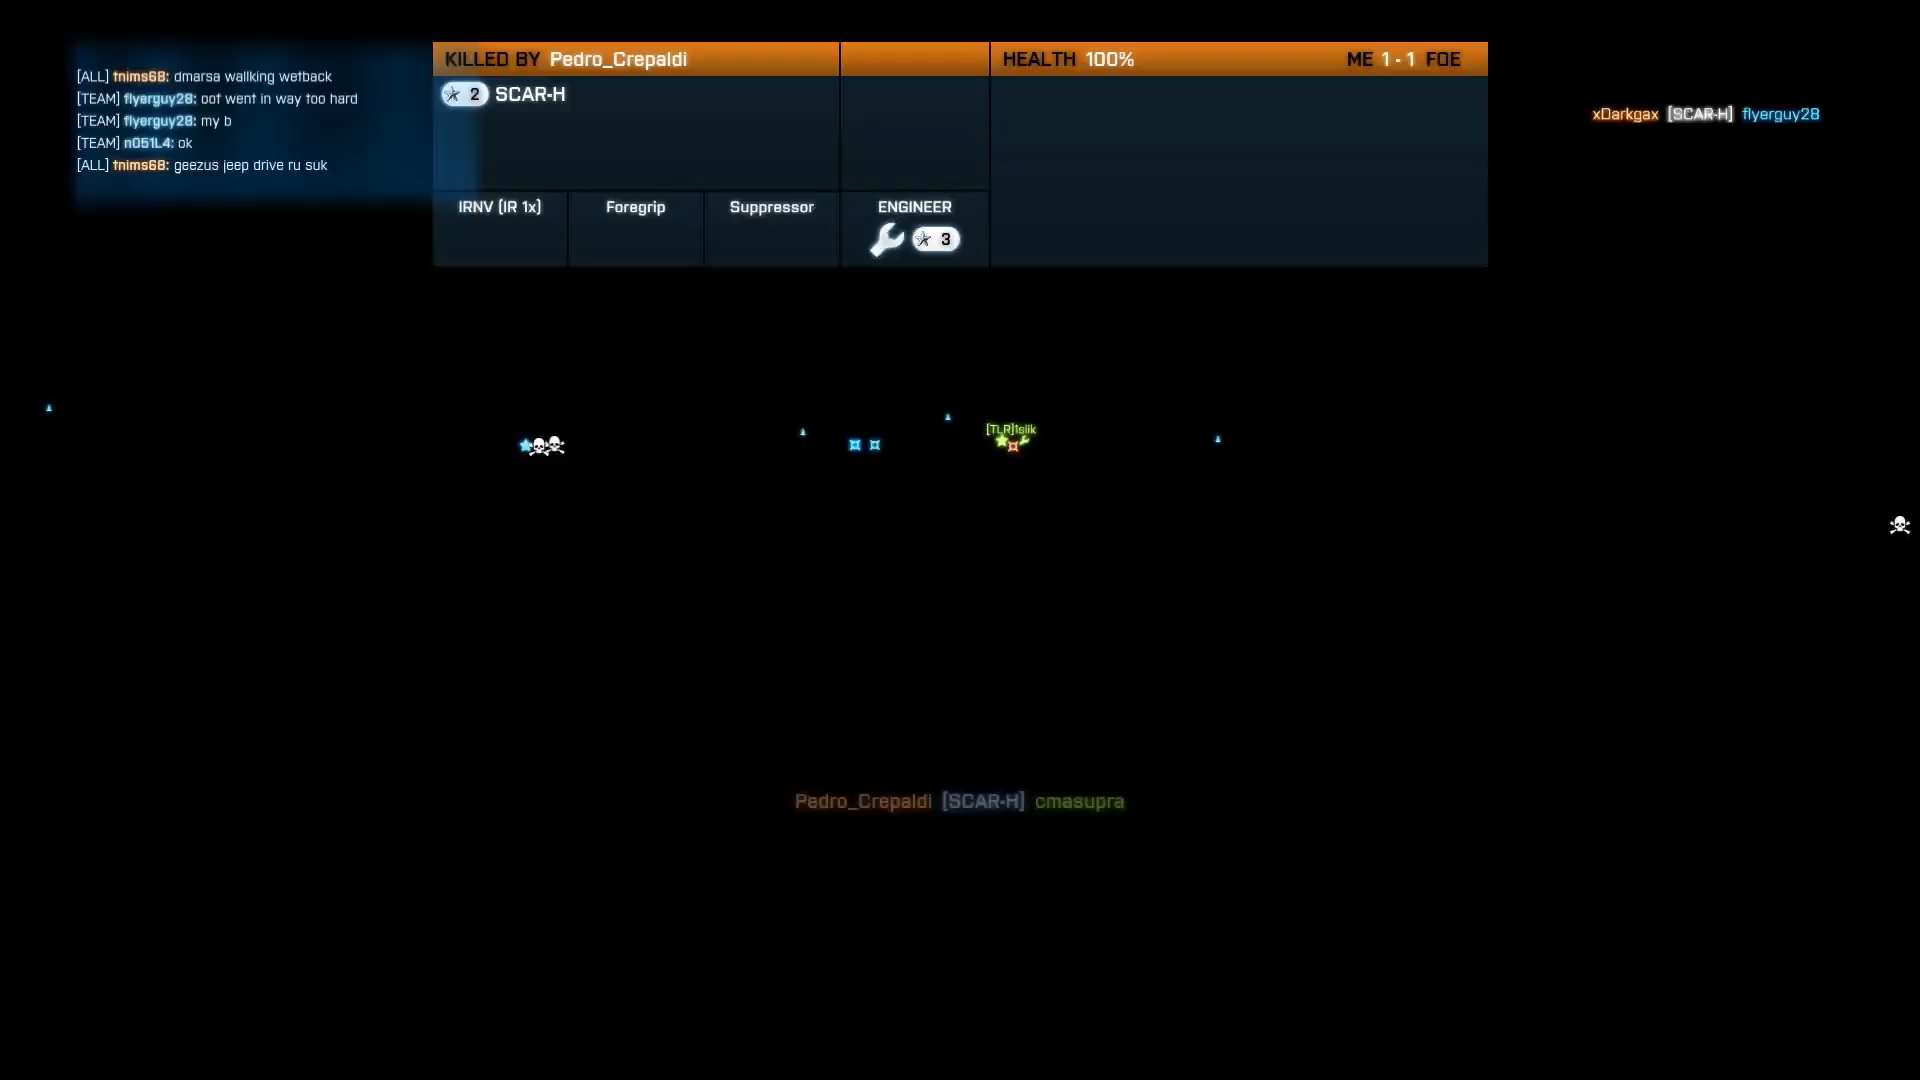 KILLED BY Pedro_Crepaldi
HEALTH 100%
ME 1 - 1 FOE
[ALL] tnims68: dmarsa wallking wetback
[TEAM] flyerguy28: oof went in way too hard
[TEAM] flyerguy28: my b
[TEAM] n051L4: ok
[ALL] tnims68: geezus jeep drive ru suk
2 SCAR-H
xDarkgax [SCAR-H] flyerguy28
IRNV (IR 1x)
Foregrip
Suppressor
ENGINEER
3
[TLR]1slik
Pedro_Crepaldi [SCAR-H] cmasupra